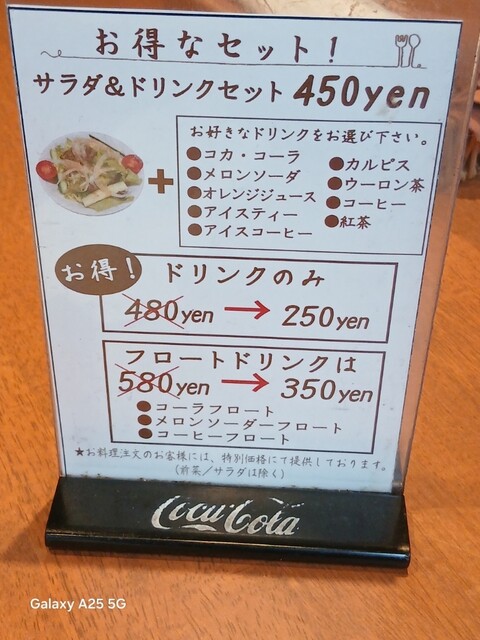 お得なセット！
サラダ&ドリンクセット 450yen
お好きなドリンクをお選び下さい。
●コカ・コーラ
●メロンソーダ
●オレンジジュース
●アイスティー
●アイスコーヒー
●カルピス
●ウーロン茶
●コーヒー
●紅茶
+
お得！
ドリンクのみ
480yen → 250yen
フロートドリンクは
580yen → 350yen
●コーラフロート
●メロンソーダーフロート
●コーヒーフロート
★お料理注文のお客様には、特別価格にて提供しております。
(前菜／サラダは除く)
Coca-Cola
Galaxy A25 5G